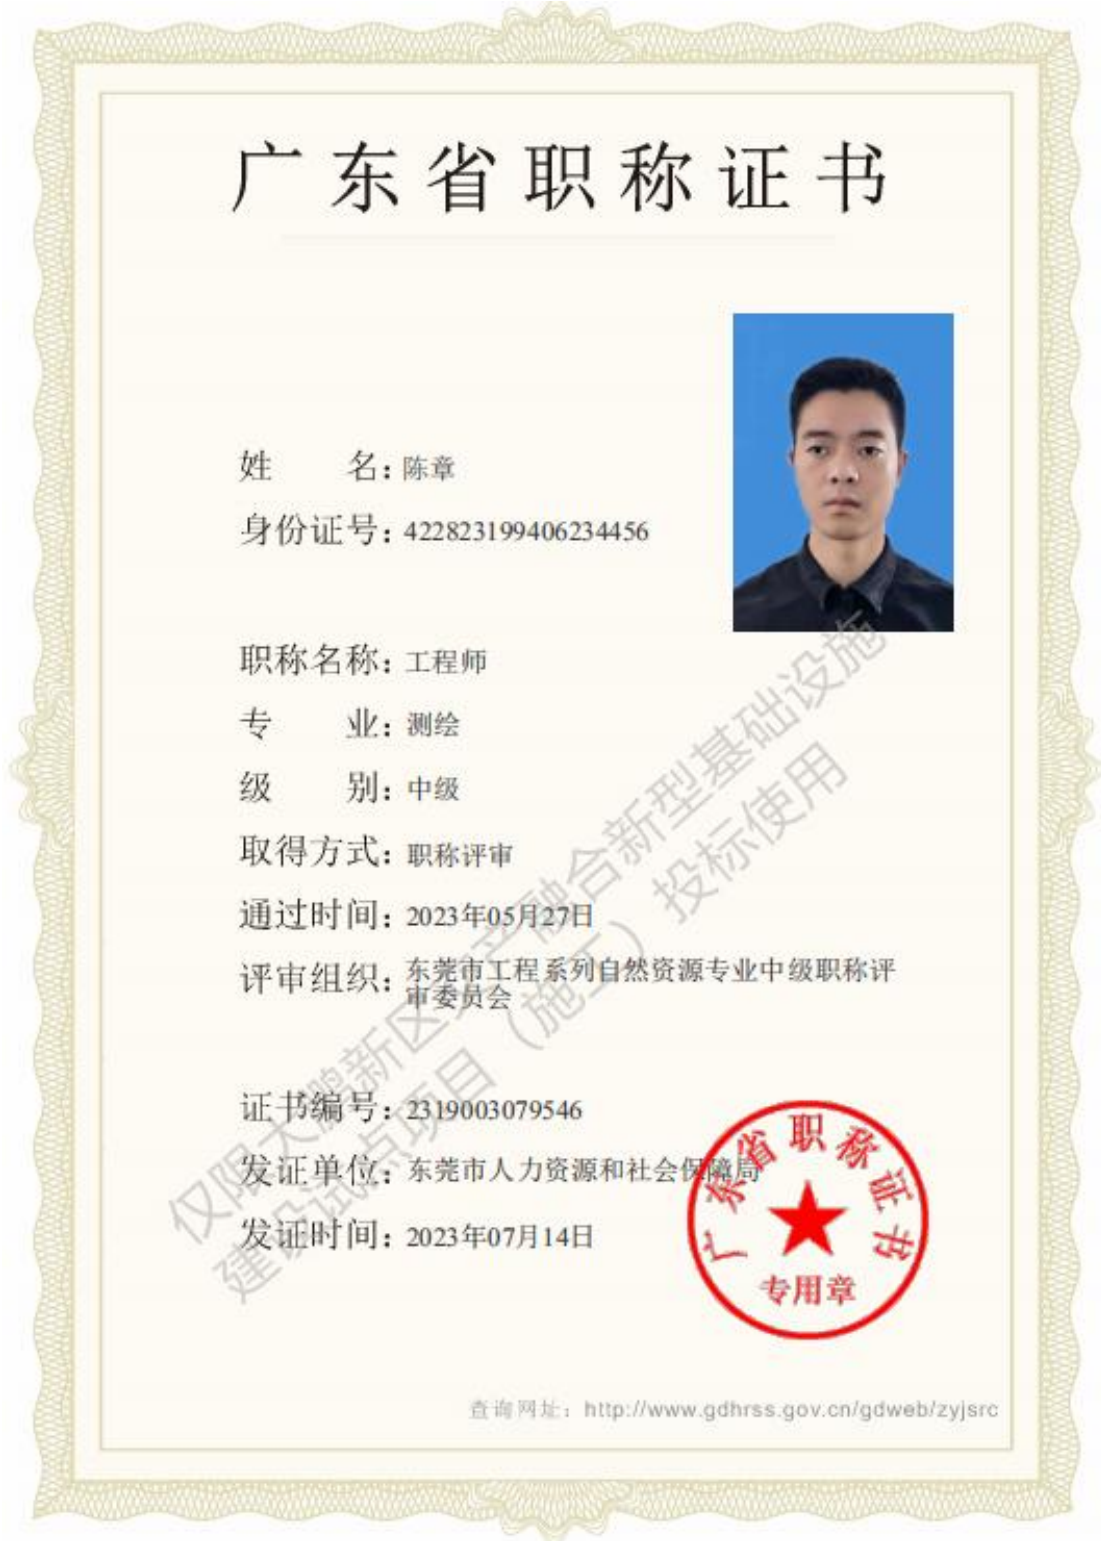 广东省职称证书
姓　　名：陈章
身份证号：422823199406234456
职称名称：工程师
专　　业：测绘
级　　别：中级
取得方式：职称评审
通过时间：2023年05月27日
评审组织：东莞市工程系列自然资源专业中级职称评
审委员会
证书编号：2319003079546
发证单位：东莞市人力资源和社会保障局
发证时间：2023年07月14日
广东省职称证书
专用章
仅限大鹏新区安产融合新型基础设施
建设试点项目（施工）投标使用
查询网址：http://www.gdhrss.gov.cn/gdweb/zyjsrc